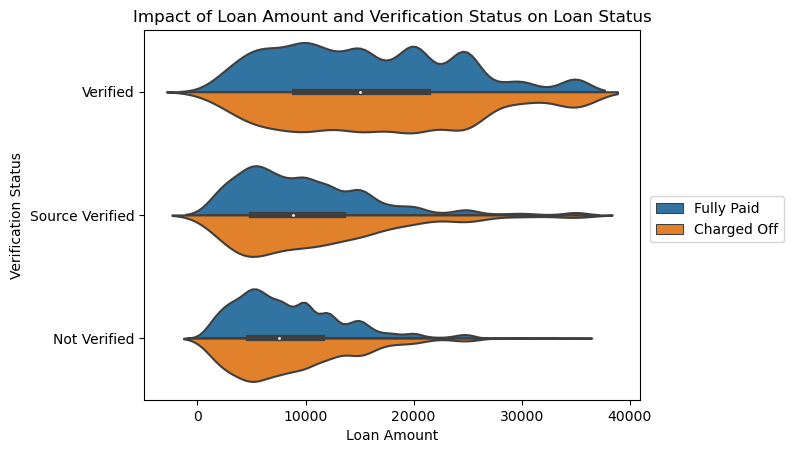 Impact of Loan Amount and Verification Status on Loan Status
Verification Status
Verified
Source Verified
Not Verified
Fully Paid
Charged Off
0
10000
20000
30000
40000
Loan Amount